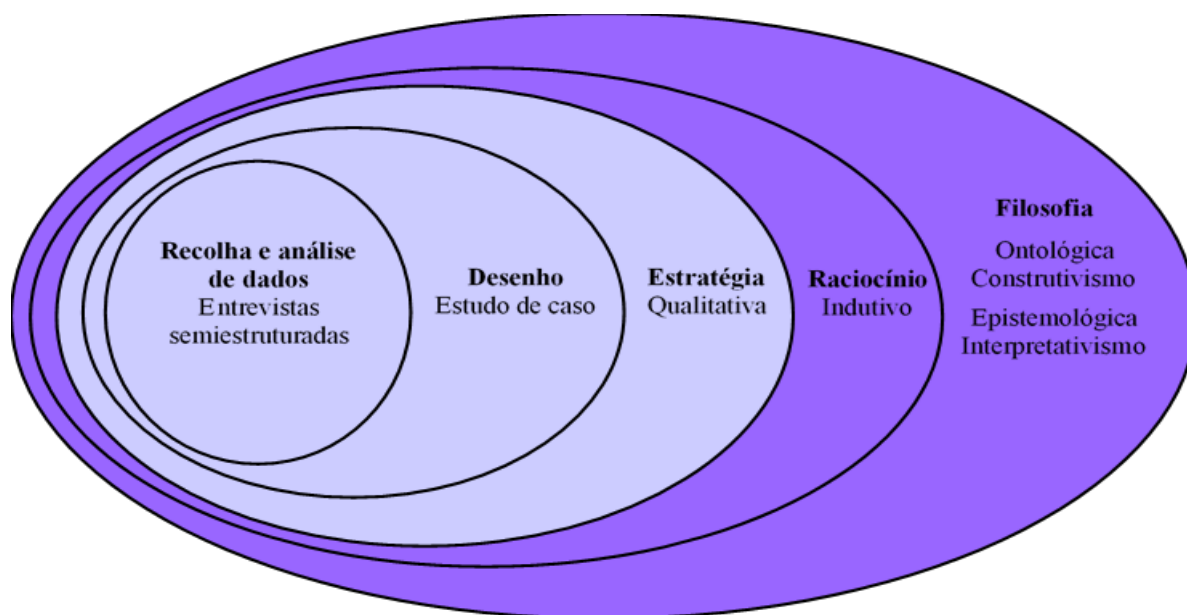 Recolha e análise
de dados
Entrevistas
semiestruturadas
Desenho
Estudo de caso
Estratégia
Qualitativa
Raciocínio
Indutivo
Filosofia
Ontológica
Construtivismo
Epistemológica
Interpretativismo